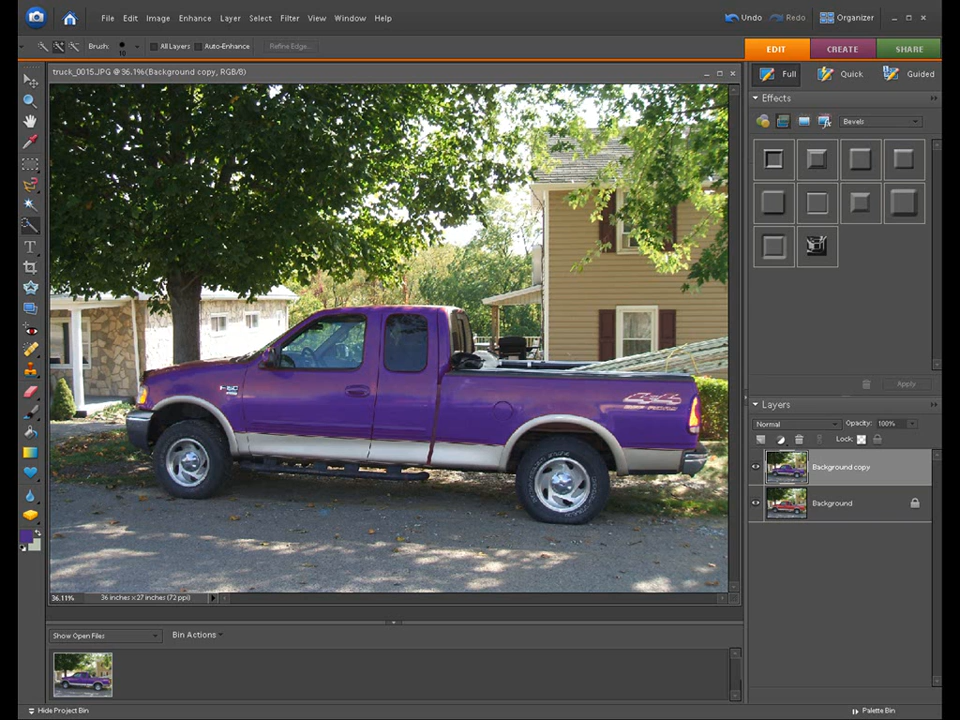 File Edit Image Enhance Layer Select Filter View Window Help
Undo Redo Organizer
Brush: 10 All Layers Auto-Enhance Refine Edge...
EDIT CREATE SHARE
truck_0015.JPG @ 36.1% (Background copy, RGB/8)
Full Quick Guided
Effects
Bevels
Apply
Layers
Normal Opacity: 100%
Lock:
Background copy
Background
36.11% 36 inches x 27 inches (72 ppi)
Show Open Files Bin Actions
Hide Project Bin Palette Bin